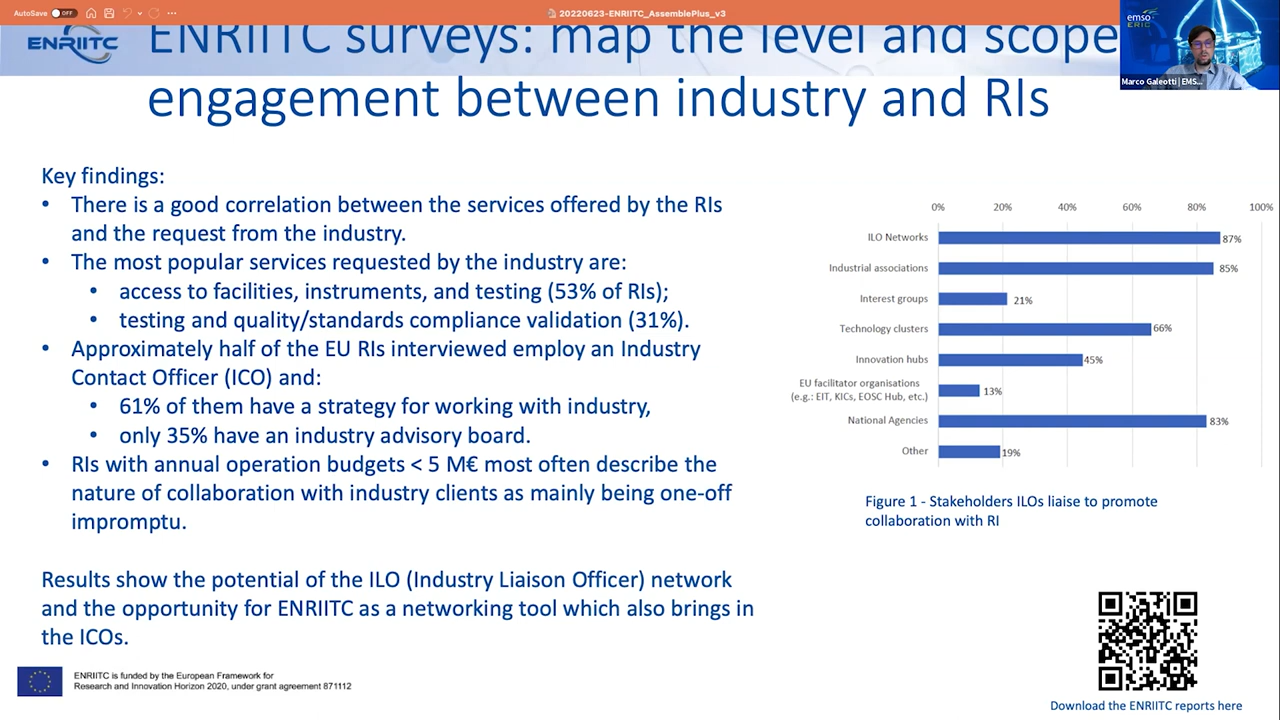 AutoSave OFF
20220623-ENRIITC_AssemblePlus_v3
emso
ERIC
Marco Galeotti | EMS...
ENRIITC
ENRIITC surveys: map the level and scope
engagement between industry and RIs
Key findings:
• There is a good correlation between the services offered by the RIs
and the request from the industry.
• The most popular services requested by the industry are:
• access to facilities, instruments, and testing (53% of RIs);
• testing and quality/standards compliance validation (31%).
• Approximately half of the EU RIs interviewed employ an Industry
Contact Officer (ICO) and:
• 61% of them have a strategy for working with industry,
• only 35% have an industry advisory board.
• RIs with annual operation budgets < 5 M€ most often describe the
nature of collaboration with industry clients as mainly being one-off
impromptu.
Results show the potential of the ILO (Industry Liaison Officer) network
and the opportunity for ENRIITC as a networking tool which also brings in
the ICOs.
0% 20% 40% 60% 80% 100%
ILO Networks 87%
Industrial associations 85%
Interest groups 21%
Technology clusters 66%
Innovation hubs 45%
EU facilitator organisations
(e.g.: EIT, KICs, EOSC Hub, etc.) 13%
National Agencies 83%
Other 19%
Figure 1 - Stakeholders ILOs liaise to promote
collaboration with RI
ENRIITC is funded by the European Framework for
Research and Innovation Horizon 2020, under grant agreement 871112
Download the ENRIITC reports here